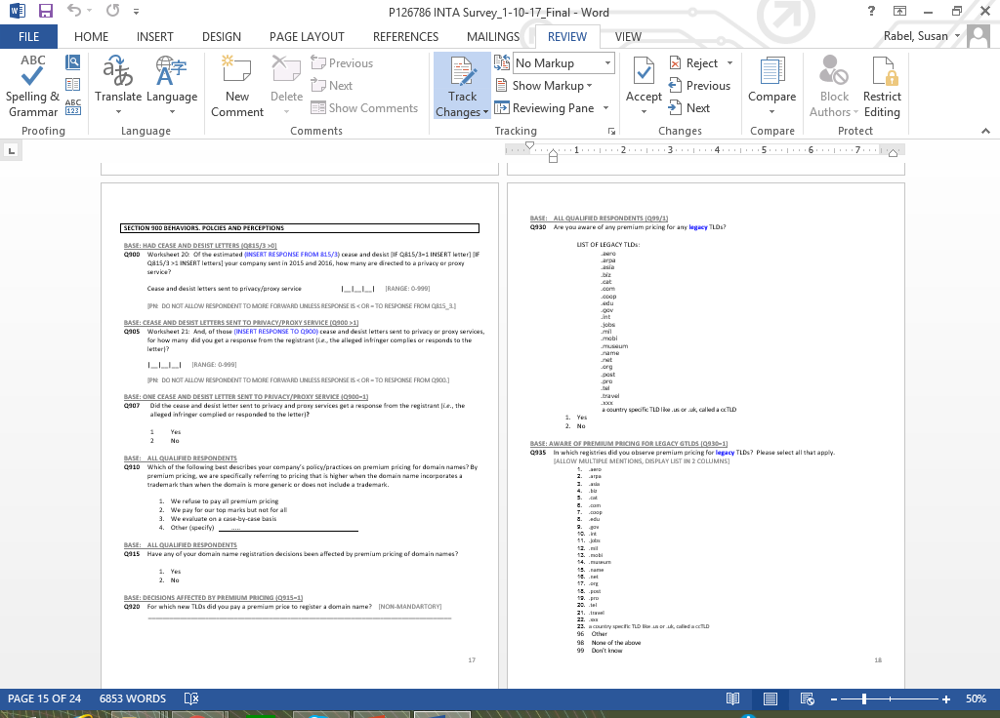 P126786 INTA Survey_1-10-17_Final - Word
FILE HOME INSERT DESIGN PAGE LAYOUT REFERENCES MAILINGS REVIEW VIEW Rabel, Susan
ABC
Spelling & Grammar
ABC
123
Translate
Language
New Comment
Delete
Previous
Next
Show Comments
Track Changes
No Markup
Show Markup
Reviewing Pane
Accept
Reject
Previous
Next
Compare
Block Authors
Restrict Editing
Proofing Language Comments Tracking Changes Compare Protect
L
1 2 3 4 5 6 7
SECTION 900 BEHAVIORS. POLCIES AND PERCEPTIONS
BASE: HAD CEASE AND DESIST LETTERS (Q815/3 >0)
Q900 Worksheet 20: Of the estimated (INSERT RESPONSE FROM 815/3) cease and desist [IF Q815/3=1 INSERT letter] [IF
Q815/3 >1 INSERT letters] your company sent in 2015 and 2016, how many are directed to a privacy or proxy
service?
Cease and desist letters sent to privacy/proxy service |__|__|__| [RANGE: 0-999]
[PN: DO NOT ALLOW RESPONDENT TO MORE FORWARD UNLESS RESPONSE IS < OR = TO RESPONSE FROM Q815_3.]
BASE: CEASE AND DESIST LETTERS SENT TO PRIVACY/PROXY SERVICE (Q900 >1)
Q905 Worksheet 21: And, of those (INSERT RESPONSE TO Q900) cease and desist letters sent to privacy or proxy services,
for how many did you get a response from the registrant (i.e., the alleged infringer complies or responds to the
letter)?
|__|__|__| [RANGE: 0-999]
[PN: DO NOT ALLOW RESPONDENT TO MORE FORWARD UNLESS RESPONSE IS < OR = TO RESPONSE FROM Q900.]
BASE: ONE CEASE AND DESIST LETTER SENT TO PRIVACY/PROXY SERVICE (Q900=1)
Q907 Did the cease and desist letter sent to privacy and proxy services get a response from the registrant (i.e., the
alleged infringer complied or responded to the letter)?
1 Yes
2 No
BASE: ALL QUALIFIED RESPONDENTS
Q910 Which of the following best describes your company's policy/practices on premium pricing for domain names? By
premium pricing, we are specifically referring to pricing that is higher when the domain name incorporates a
trademark than when the domain is more generic or does not include a trademark.
1. We refuse to pay all premium pricing
2. We pay for our top marks but not for all
3. We evaluate on a case-by-case basis
4. Other (specify) ___.....___
BASE: ALL QUALIFIED RESPONDENTS
Q915 Have any of your domain name registration decisions been affected by premium pricing of domain names?
1. Yes
2. No
BASE: DECISIONS AFFECTED BY PREMIUM PRICING (Q915=1)
Q920 For which new TLDs did you pay a premium price to register a domain name? [NON-MANDARTORY]
17
BASE: ALL QUALIFIED RESPONDENTS (Q99/1)
Q930 Are you aware of any premium pricing for any legacy TLDs?
LIST OF LEGACY TLDs:
.aero
.arpa
.asia
.biz
.cat
.com
.coop
.edu
.gov
.int
.jobs
.mil
.mobi
.museum
.name
.net
.org
.post
.pro
.tel
.travel
.xxx
a country specific TLD like .us or .uk, called a ccTLD
1. Yes
2. No
BASE: AWARE OF PREMIUM PRICING FOR LEGACY GTLDS (Q930=1)
Q935 In which registries did you observe premium pricing for legacy TLDs? Please select all that apply.
[ALLOW MULTIPLE MENTIONS, DISPLAY LIST IN 2 COLUMNS]
1. .aero
2. .arpa
3. .asia
4. .biz
5. .cat
6. .com
7. .coop
8. .edu
9. .gov
10. .int
11. .jobs
12. .mil
13. .mobi
14. .museum
15. .name
16. .net
17. .org
18. .post
19. .pro
20. .tel
21. .travel
22. .xxx
23. a country specific TLD like .us or .uk, called a ccTLD
96 Other
98 None of the above
99 Don't know
18
PAGE 15 OF 24 6853 WORDS 50%